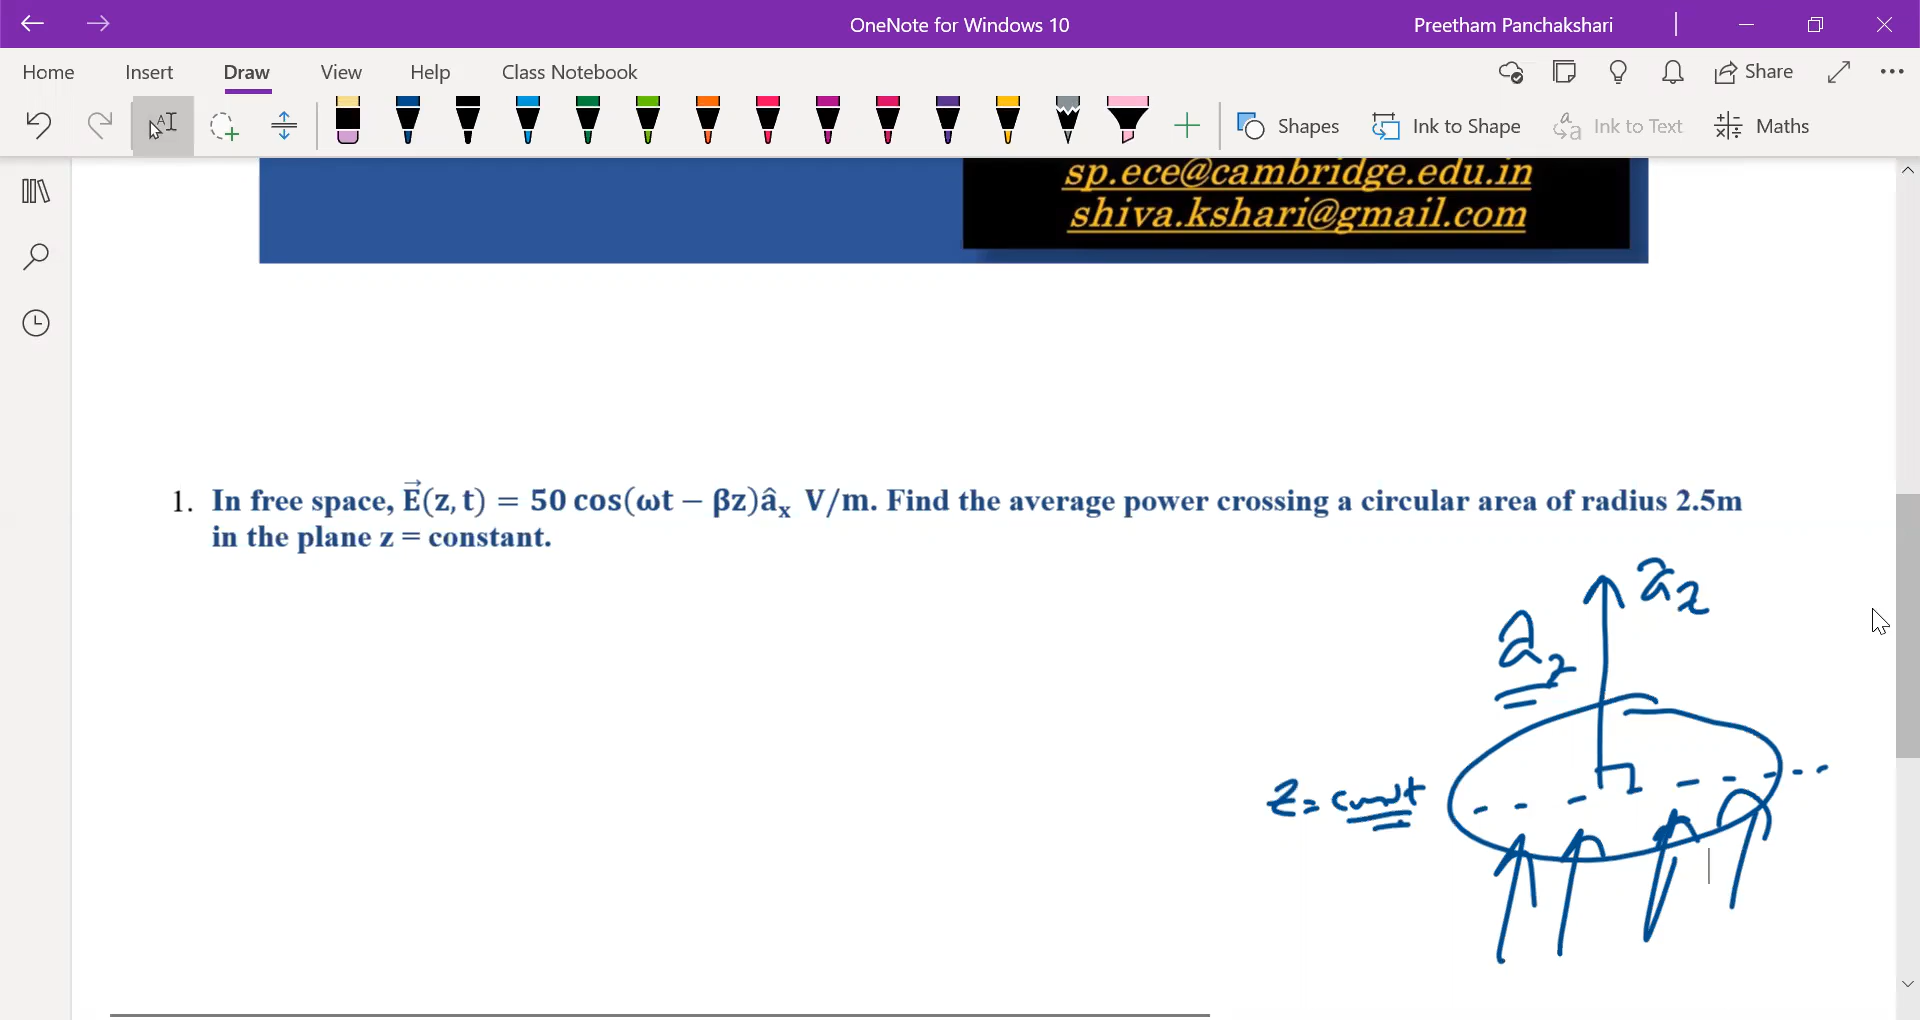 OneNote for Windows 10
Preetham Panchakshari
Home Insert Draw View Help Class Notebook
Share
Shapes Ink to Shape Ink to Text Maths
sp.ece@cambridge.edu.in
shiva.kshari@gmail.com
1. In free space, E⃗(z, t) = 50 cos(ωt − βz)âₓ V/m. Find the average power crossing a circular area of radius 2.5m
in the plane z = constant.
â_z
â_z
z = const